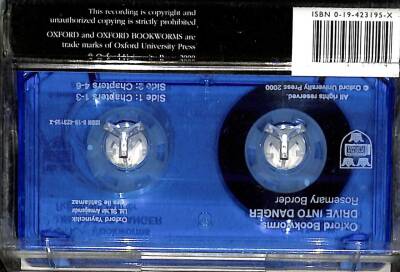 This recording is copyright and
unauthorized copying is strictly prohibited.
OXFORD and OXFORD BOOKWORMS are
trade marks of Oxford University Press
ISBN 0-19-423195-X
Oxford Bookworms
DRIVE INTO DANGER
Rosemary Border
All rights reserved.
© Oxford University Press 2000
Side 1: Chapters 1-3
Side 2: Chapters 4-6
ISBN 0-19-423195-X
Oxford Yayıncılık